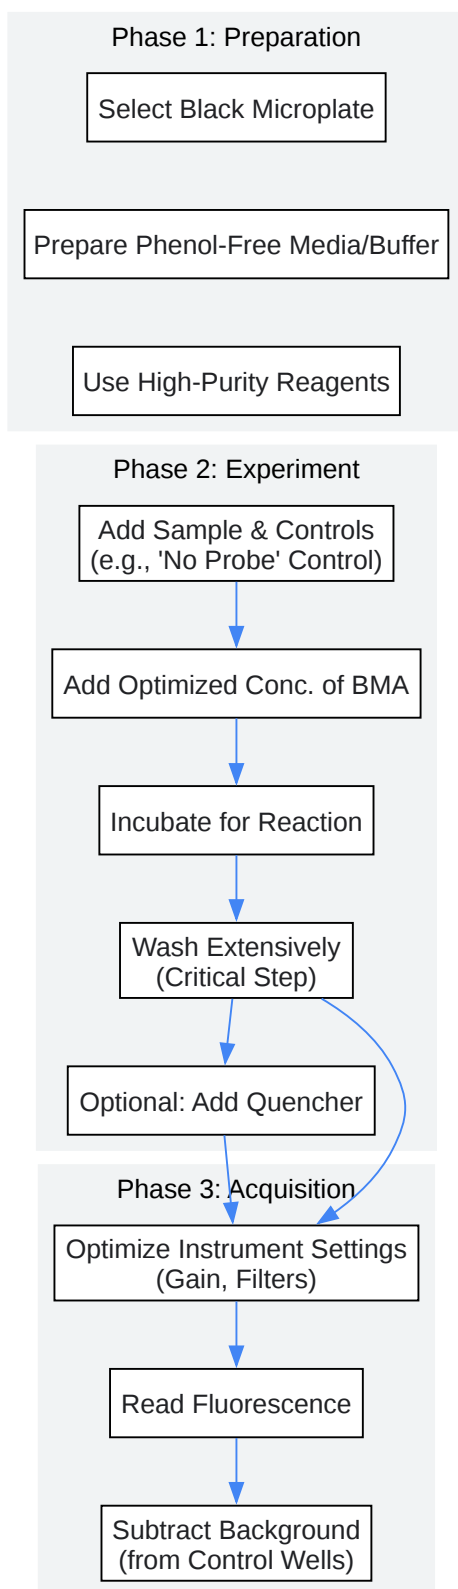 Phase 1: Preparation
Select Black Microplate
Prepare Phenol-Free Media/Buffer
Use High-Purity Reagents
Phase 2: Experiment
Add Sample & Controls
(e.g., 'No Probe' Control)
Add Optimized Conc. of BMA
Incubate for Reaction
Wash Extensively
(Critical Step)
Optional: Add Quencher
Phase 3: Acquisition
Optimize Instrument Settings
(Gain, Filters)
Read Fluorescence
Subtract Background
(from Control Wells)